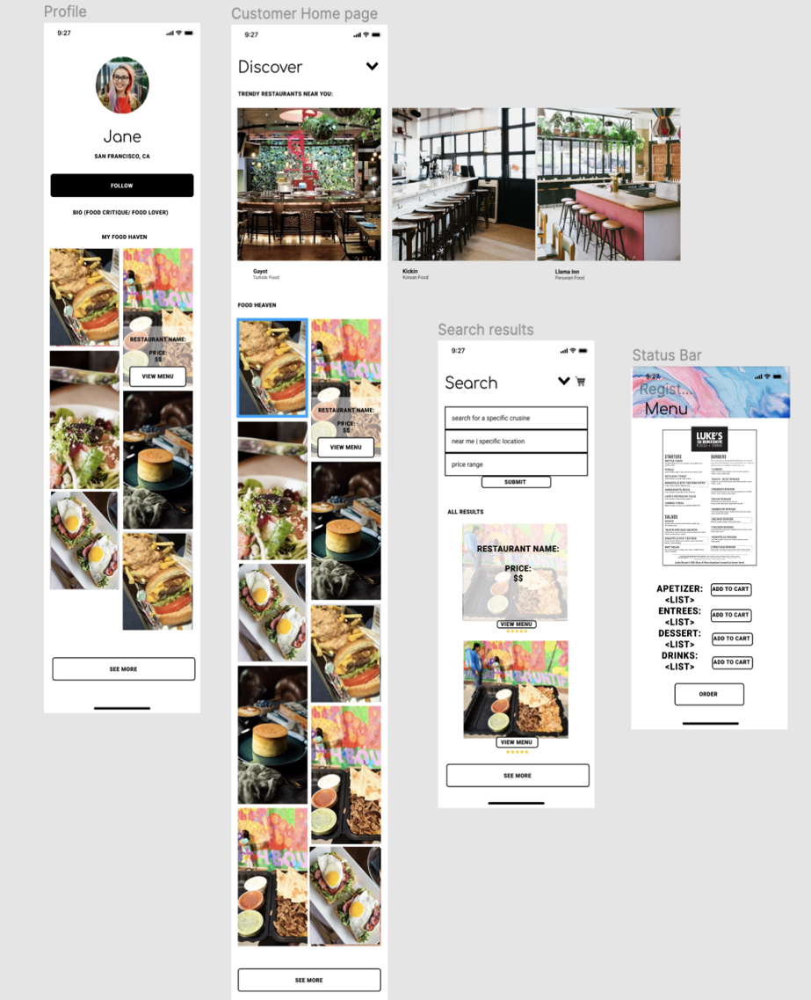 Profile
9:27
Jane
SAN FRANCISCO, CA
FOLLOW
BIO (FOOD CRITIQUE/ FOOD LOVER)
MY FOOD HAVEN
RESTAURANT NAME:
PRICE:
$$
VIEW MENU
SEE MORE
Customer Home page
9:27
Discover
TRENDY RESTAURANTS NEAR YOU:
Gayot
Turkisk Food
Kickin
Korean Food
Llama Inn
Peruvian Food
FOOD HEAVEN
RESTAURANT NAME:
PRICE:
$$
VIEW MENU
SEE MORE
Search results
9:27
Search
search for a specific crusine
near me | specific location
price range
SUBMIT
ALL RESULTS
RESTAURANT NAME:
PRICE:
$$
VIEW MENU
VIEW MENU
SEE MORE
Status Bar
9:27
Regist...
Menu
LUKE'S
FOOD + DRINK
STARTERS
BURGERS
SALADS
APETIZER:
<LIST>
ADD TO CART
ENTREES:
<LIST>
ADD TO CART
DESSERT:
<LIST>
ADD TO CART
DRINKS:
<LIST>
ADD TO CART
ORDER